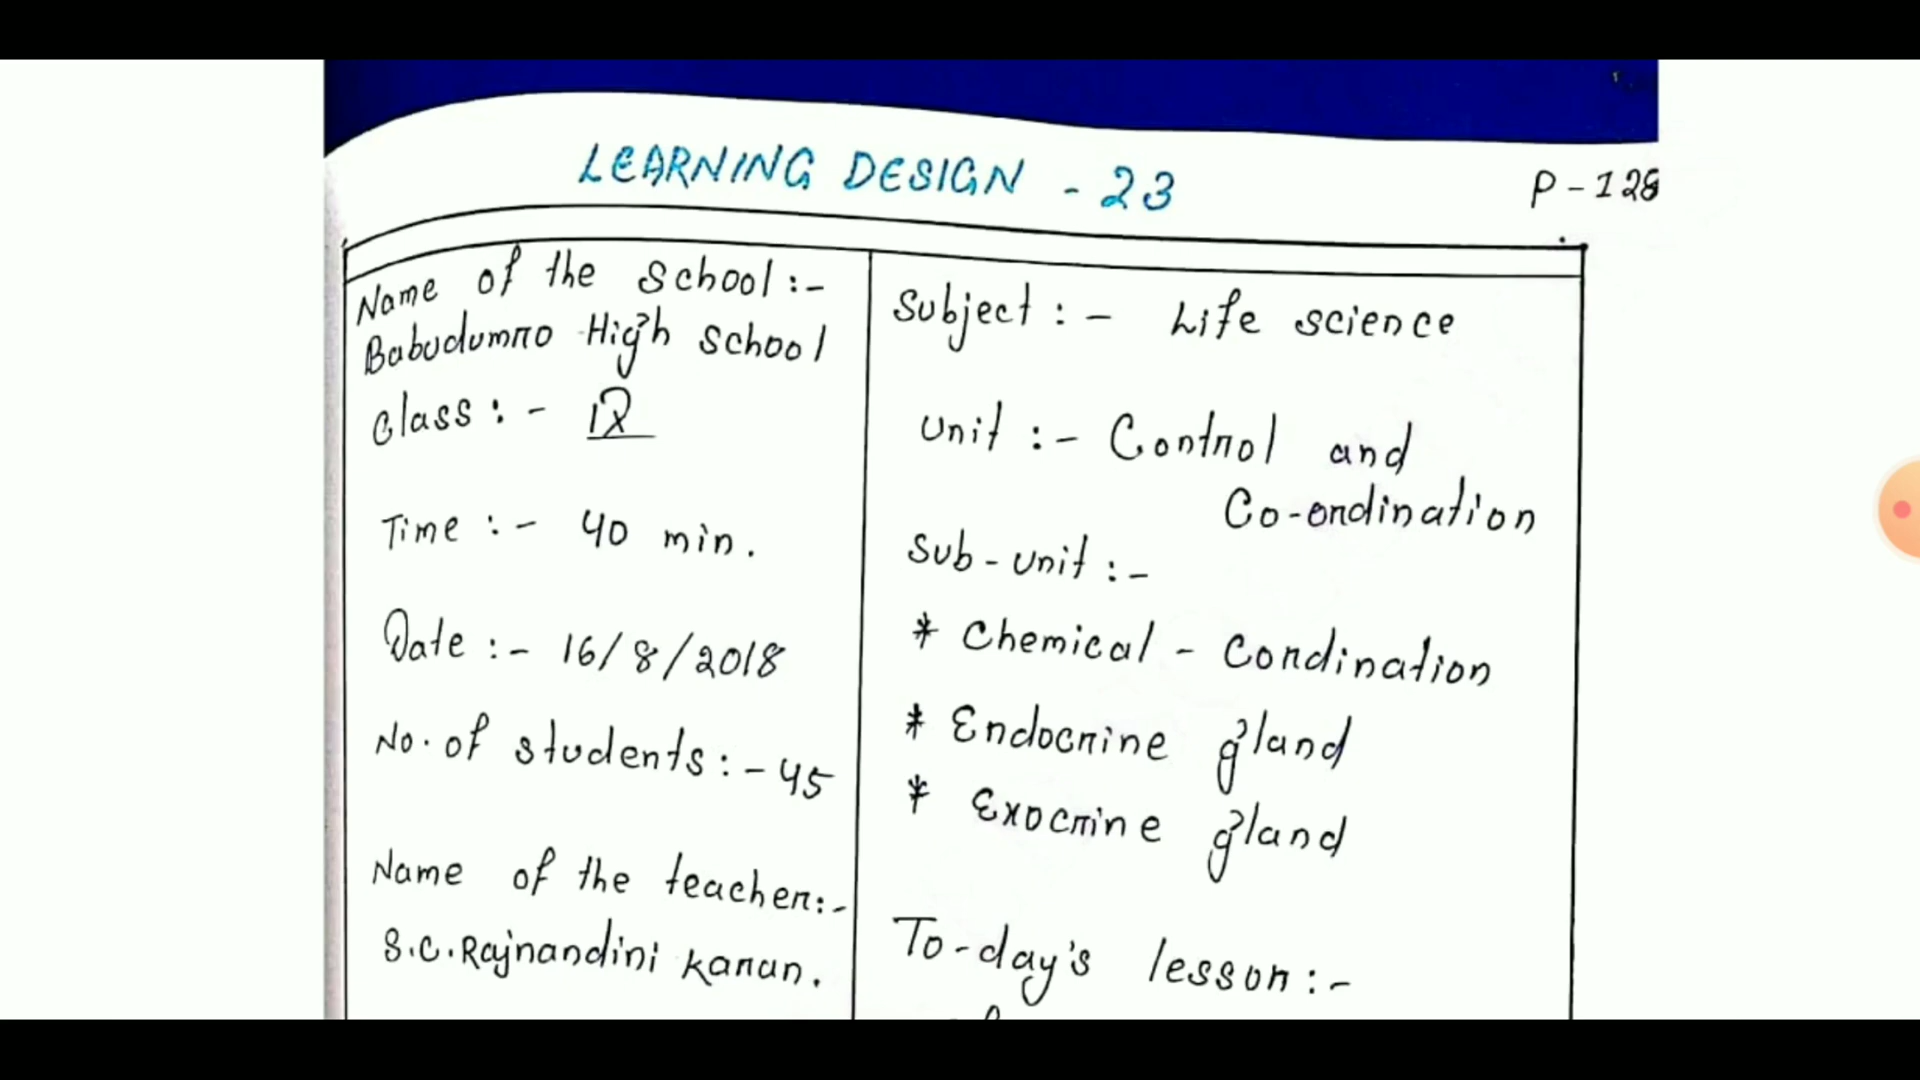 LEARNING DESIGN - 23
P - 128
Name of the school :-
Babudumro High school
Class :- IX
Time :- 40 min.
Date :- 16/8/2018
No. of students :- 45
Name of the teacher :-
S.C. Rajnandini Karan.
Subject :- Life science
Unit :- Control and
Co-ordination
Sub-unit :-
* Chemical - Cordination
* Endocrine gland
* Exocrine gland
To-day's lesson :-